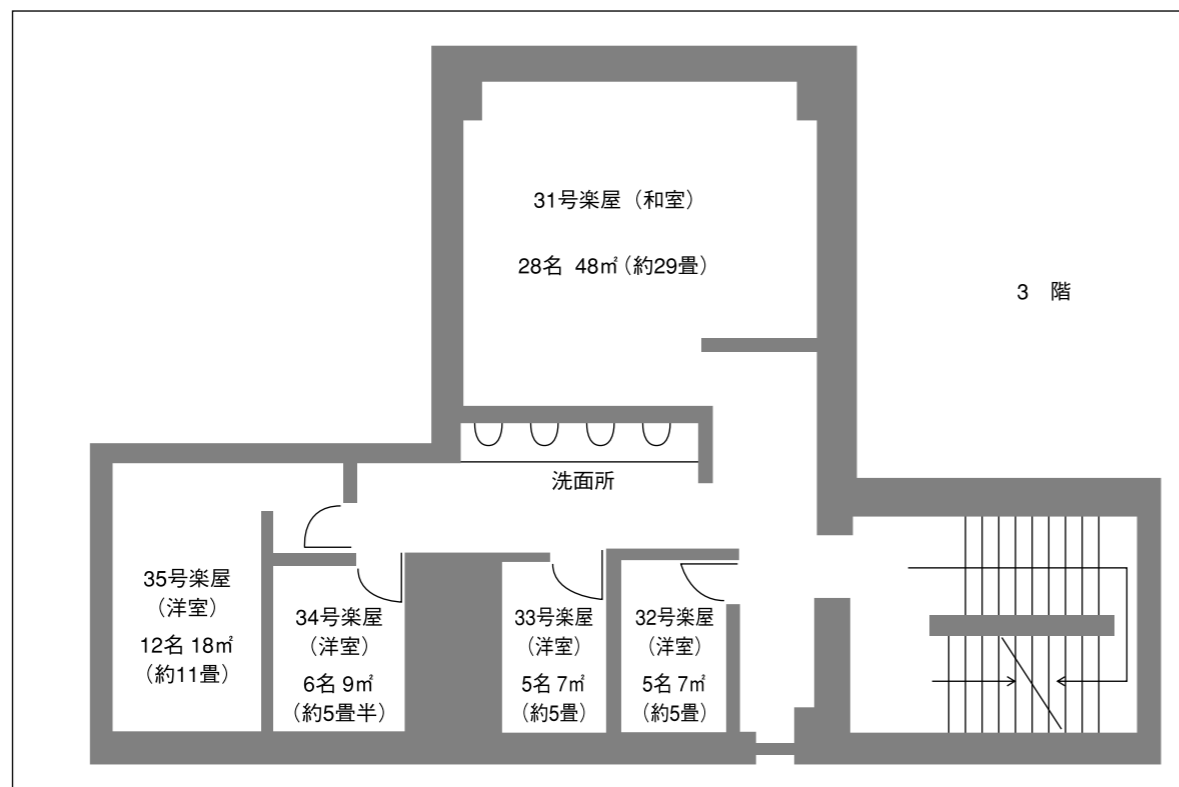 31号楽屋（和室）
28名 48㎡（約29畳）
3 階
洗面所
35号楽屋
（洋室）
12名 18㎡
（約11畳）
34号楽屋
（洋室）
6名 9㎡
（約5畳半）
33号楽屋
（洋室）
5名 7㎡
（約5畳）
32号楽屋
（洋室）
5名 7㎡
（約5畳）